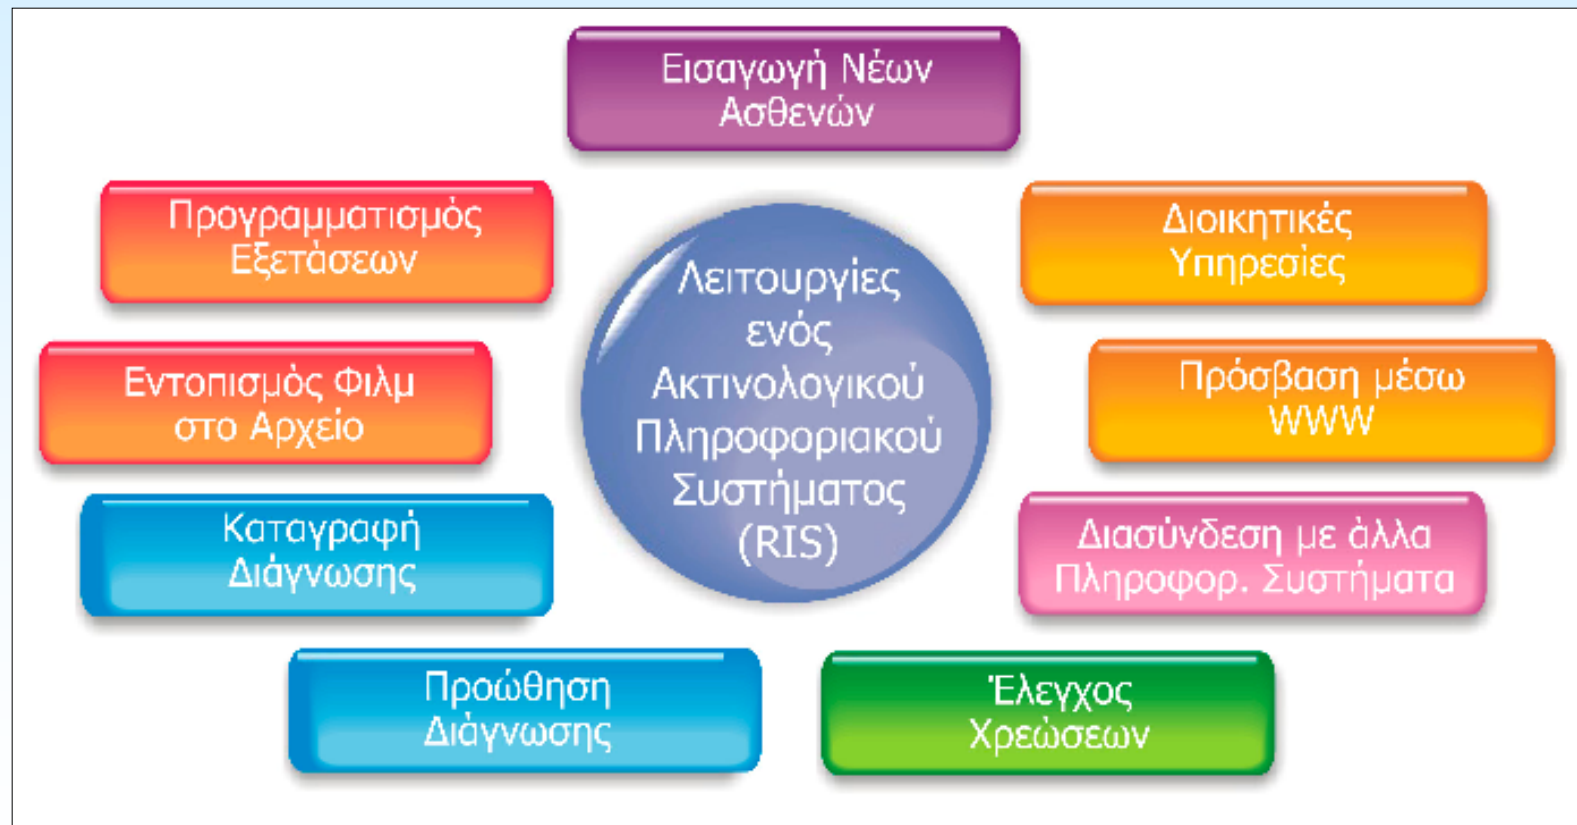 Εισαγωγή Νέων
Ασθενών
Προγραμματισμός
Εξετάσεων
Διοικητικές
Υπηρεσίες
Λειτουργίες
ενός
Ακτινολογικού
Πληροφοριακού
Συστήματος
(RIS)
Εντοπισμός Φιλμ
στο Αρχείο
Πρόσβαση μέσω
WWW
Καταγραφή
Διάγνωσης
Διασύνδεση με άλλα
Πληροφορ. Συστήματα
Προώθηση
Διάγνωσης
Έλεγχος
Χρεώσεων